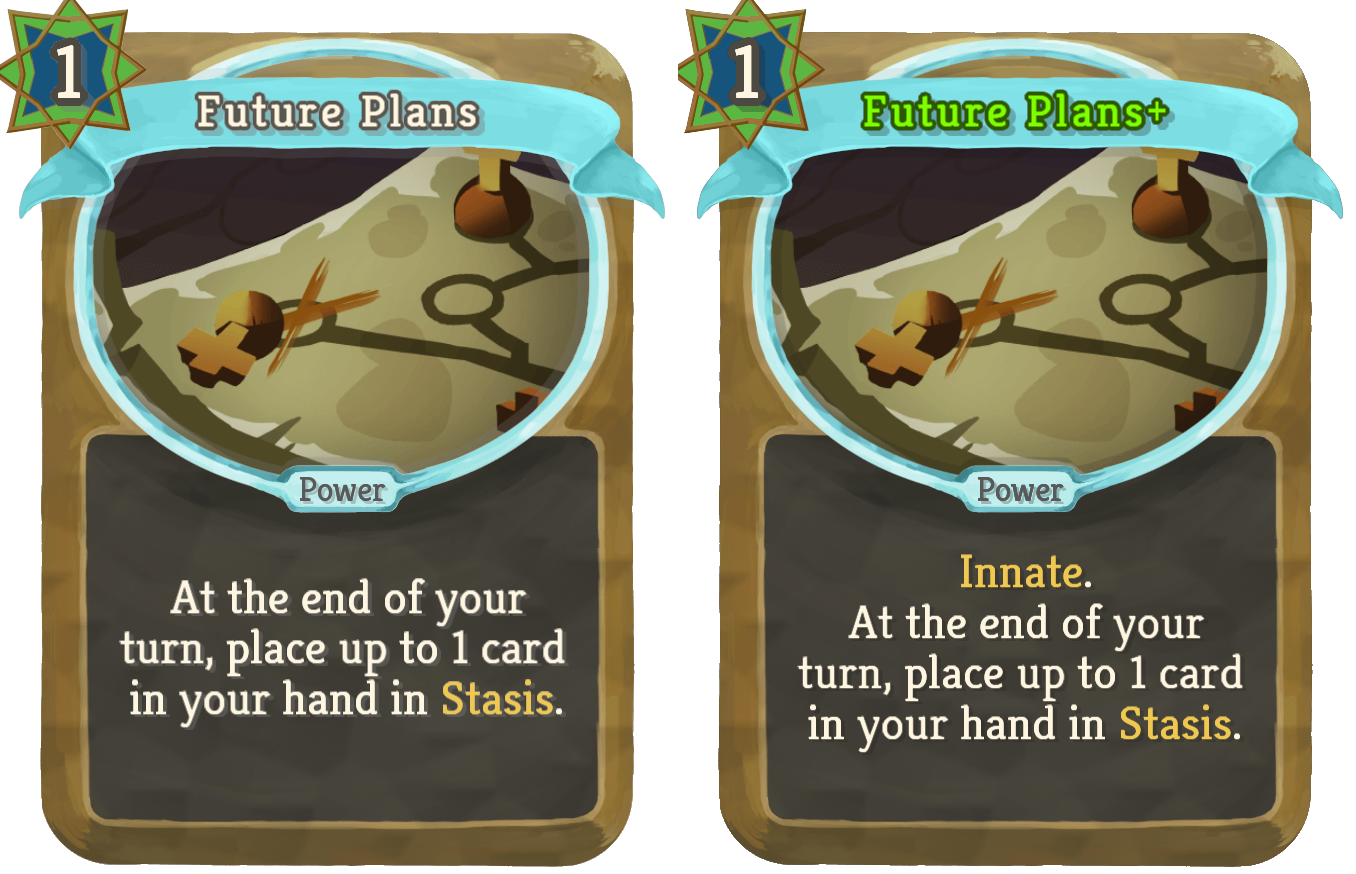 1
Future Plans
Power
At the end of your
turn, place up to 1 card
in your hand in Stasis.
1
Future Plans+
Power
Innate.
At the end of your
turn, place up to 1 card
in your hand in Stasis.